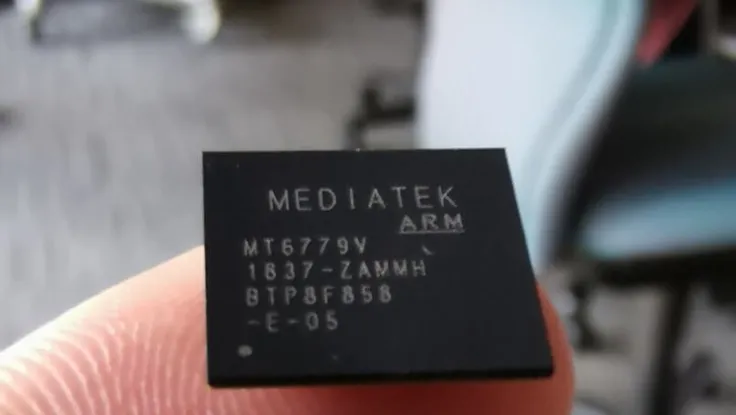 MEDIATEK
ARM
MT6779V
1837-ZAMMH
BTP8F858
-E-05